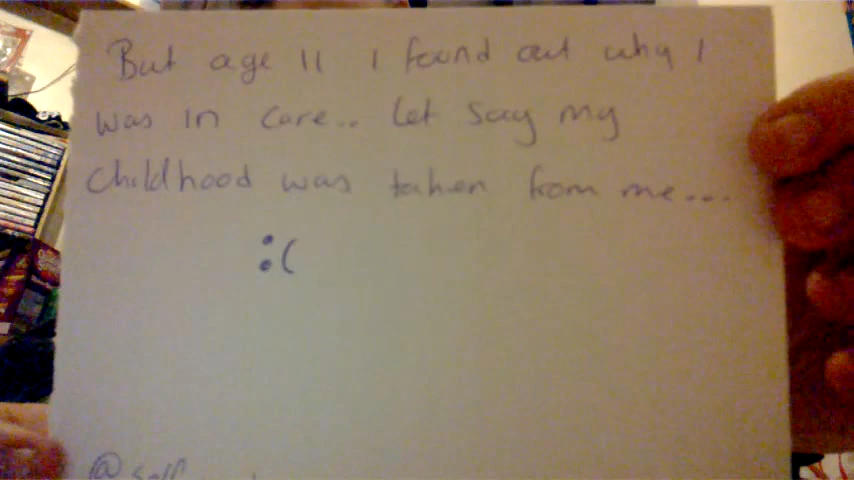 But age 11 I found out why I
was in care.. Let say my
Childhood was taken from me...
:(